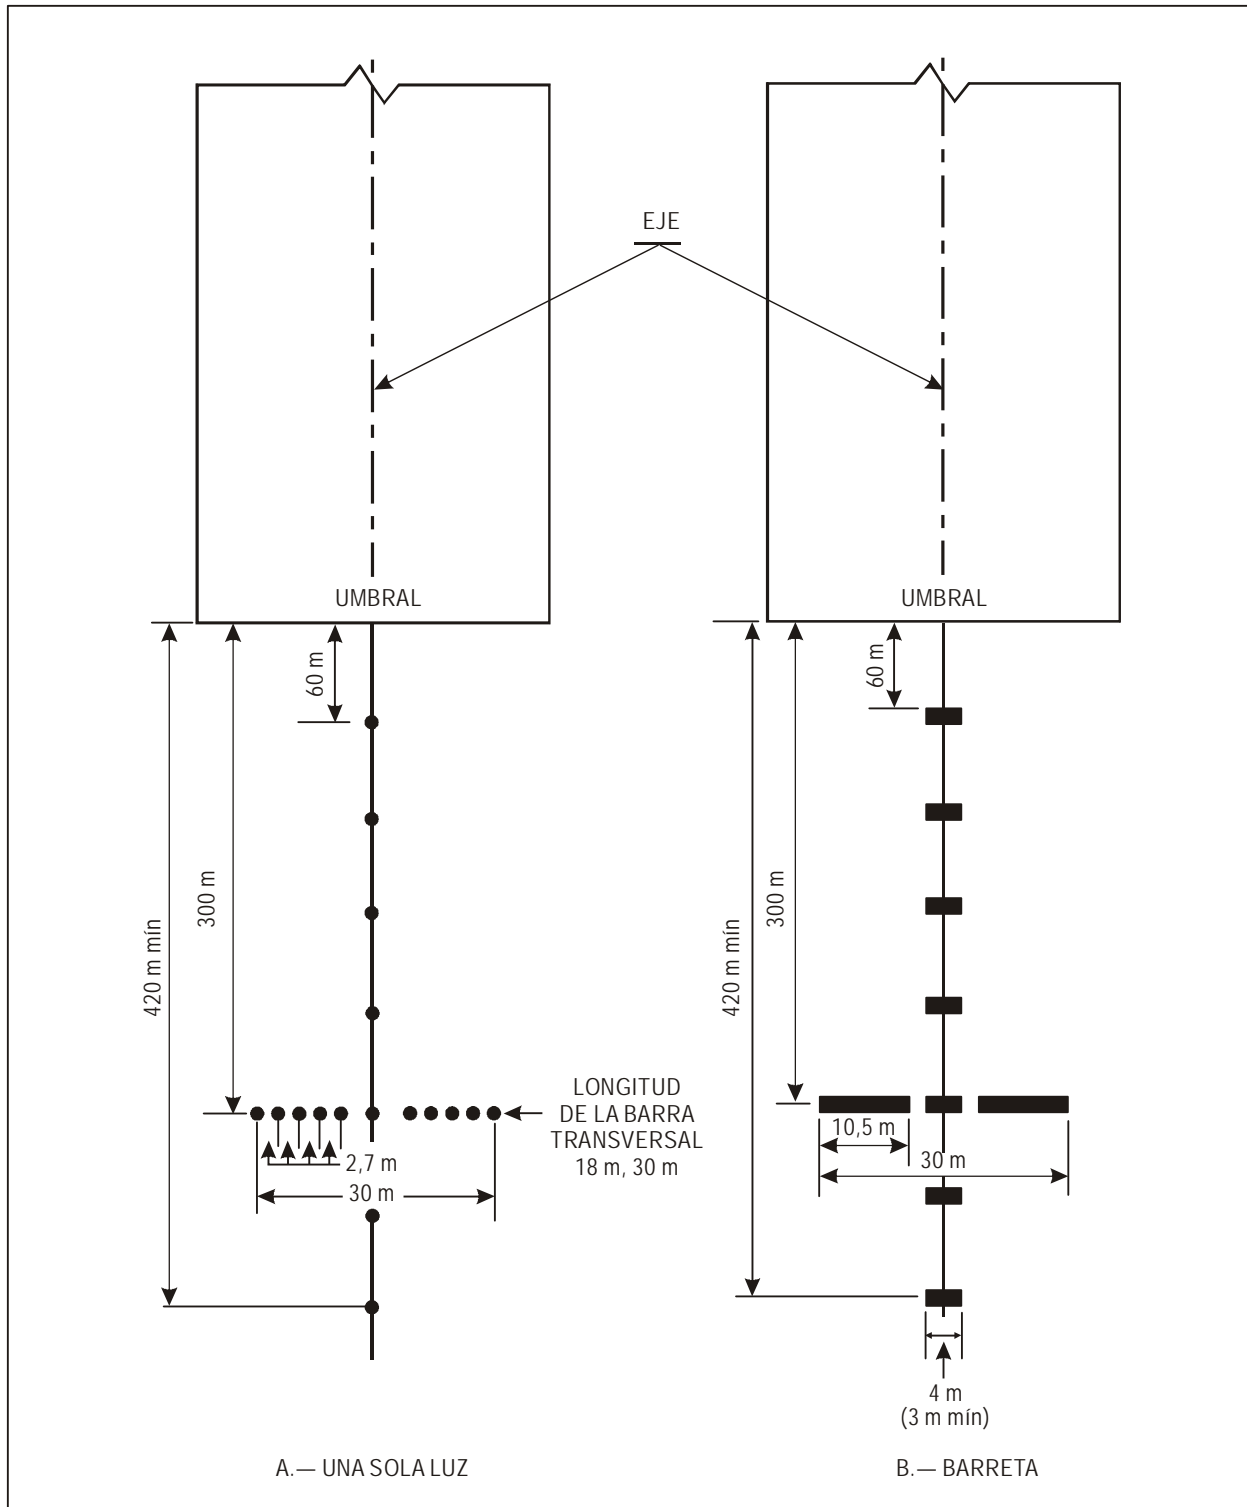 EJE
UMBRAL
UMBRAL
60 m
60 m
300 m
300 m
420 m mín
420 m mín
LONGITUD
DE LA BARRA
TRANSVERSAL
18 m, 30 m
2,7 m
30 m
10,5 m
30 m
4 m
(3 m mín)
A.— UNA SOLA LUZ
B.— BARRETA